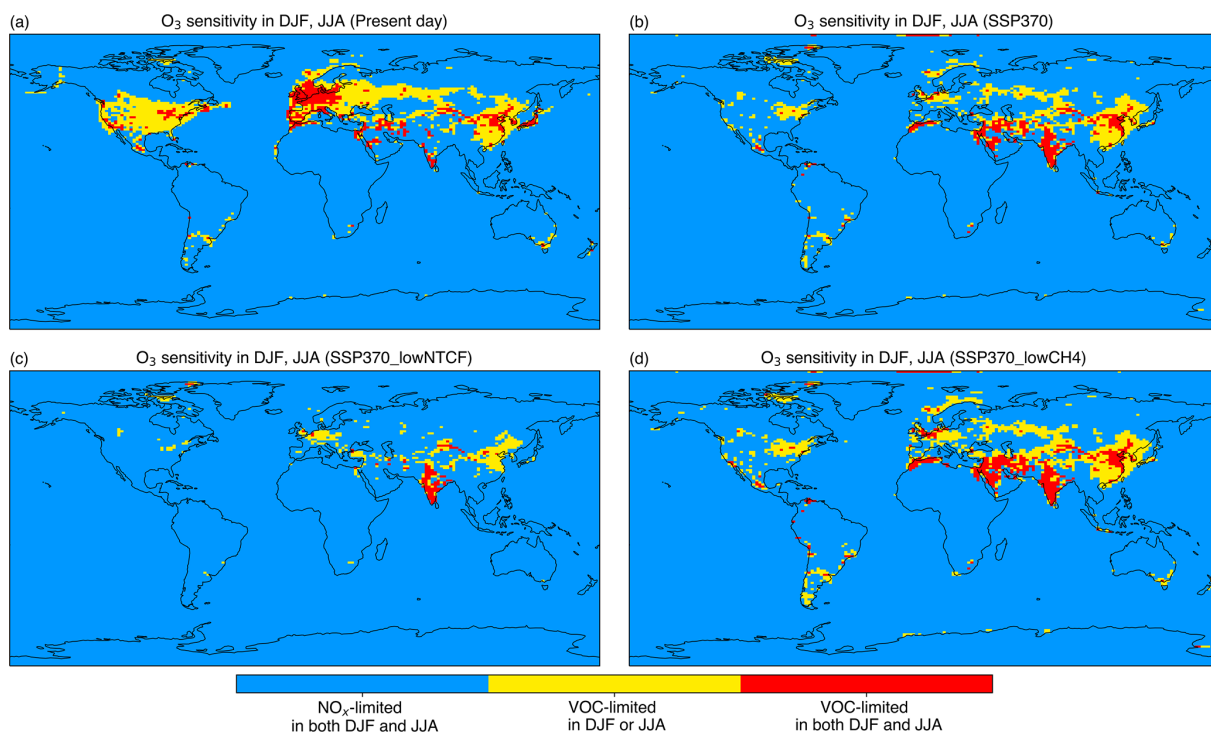 (a) O₃ sensitivity in DJF, JJA (Present day)
(b) O₃ sensitivity in DJF, JJA (SSP370)
(c) O₃ sensitivity in DJF, JJA (SSP370_lowNTCF)
(d) O₃ sensitivity in DJF, JJA (SSP370_lowCH4)
NOₓ-limited
in both DJF and JJA
VOC-limited
in DJF or JJA
VOC-limited
in both DJF and JJA